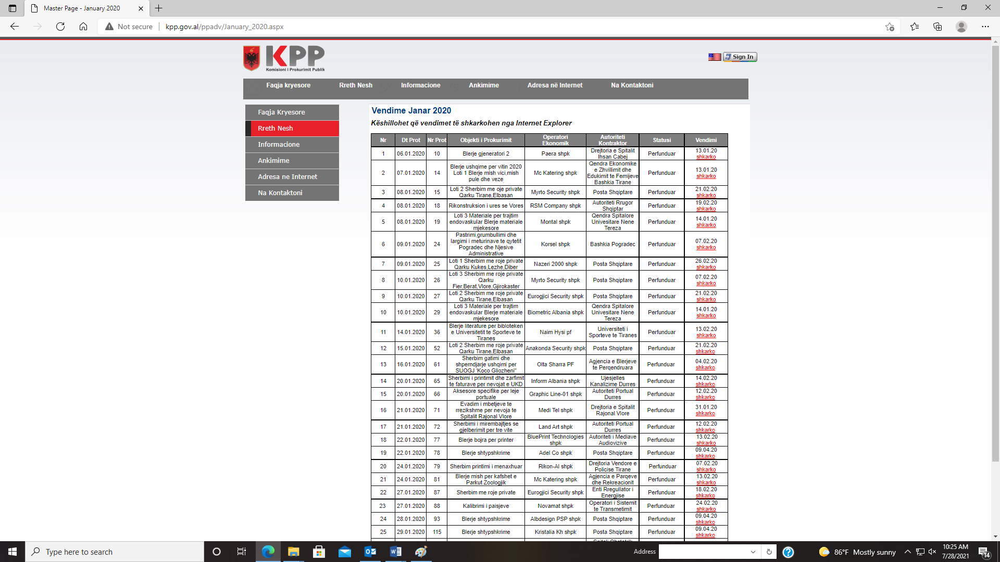 Master Page - January 2020
Not secure
kpp.gov.al/ppadv/January_2020.aspx
KPP
Komisioni i Prokurimit Publik
Sign In
Faqja kryesore Rreth Nesh Informacione Ankimime Adresa në Internet Na Kontaktoni
Faqja Kryesore
Rreth Nesh
Informacione
Ankimime
Adresa ne Internet
Na Kontaktoni
Vendime Janar 2020
Këshillohet që vendimet të shkarkohen nga Internet Explorer
Nr Dt Prot Nr Prot Objekti i Prokurimit Operatori Ekonomik Autoriteti Kontraktor Statusi Vendimi
1 06.01.2020 10 Blerje gjeneratori 2 Paera shpk Drejtoria e Spitalit Ihsan Cabej Perfunduar 13.01.20 shkarko
2 07.01.2020 14 Blerje ushqime per vitin 2020 Loti 1 Blerje mish vici,mish pule dhe veze Mc Katering shpk Qendra Ekonomike e Zhvillimit dhe Edukimit te Femijeve Bashkia Tirane Perfunduar 13.01.20 shkarko
3 08.01.2020 15 Loti 2 Sherbim me oje private Qarku Tirane,Elbasan Myrto Security shpk Posta Shqiptare Perfunduar 21.02.20 shkarko
4 08.01.2020 18 Rikonstruksion i ures se Vores RSM Company shpk Autoriteti Rrugor Shqiptar Perfunduar 19.02.20 shkarko
5 08.01.2020 19 Loti 3 Materiale per trajtim endovaskular Blerje materiale mjekesore Montal shpk Qendra Spitalore Univesitare Nene Tereza Perfunduar 14.01.20 shkarko
6 09.01.2020 24 Pastrimi,grumbullimi dhe largimi i meturinave te qytetit Pogradec dhe Njesive Administrative Korsel shpk Bashkia Pogradec Perfunduar 07.02.20 shkarko
7 09.01.2020 25 Loti 1 Sherbim me roje private Qarku Kukes,Lezhe,Diber Nazeri 2000 shpk Posta Shqiptare Perfunduar 26.02.20 shkarko
8 10.01.2020 26 Loti 3 Sherbim me roje private Qarku Fier,Berat,Vlore,Gjirokaster Myrto Security shpk Posta Shqiptare Perfunduar 07.02.20 shkarko
9 10.01.2020 27 Loti 2 Sherbim me roje private Qarku Tirane,Elbasan Eurogjici Security shpk Posta Shqiptare Perfunduar 21.02.20 shkarko
10 10.01.2020 29 Loti 3 Materiale per trajtim endovaskular Blerje materiale mjekesore Biometric Albania shpk Qendra Spitalore Univesitare Nene Tereza Perfunduar 14.01.20 shkarko
11 14.01.2020 36 Blerje literature per bibloteken e Universitetit te Sporteve te Tiranes Naim Hysi pf Universiteti i Sporteve te Tiranes Perfunduar 13.02.20 shkarko
12 15.01.2020 52 Loti 2 Sherbim me roje private Qarku Tirane,Elbasan Anakonda Security shpk Posta Shqiptare Perfunduar 21.02.20 shkarko
13 16.01.2020 61 Sherbim gatimi dhe shperndarje ushqimi per SUOGJ 'Koco Gliozheni" Olta Sharra PF Agjencia e Blerjeve te Perqendruara Perfunduar 04.02.20 shkarko
14 20.01.2020 65 Sherbimi i printimit dhe zarfimit te faturave per nevojat e UKD Inform Albania shpk Ujesjelles Kanalizime Durres Perfunduar 14.02.20 shkarko
15 20.01.2020 66 Aksesore specifike per leje portuale Graphic Line-01 shpk Autoriteti Portual Durres Perfunduar 12.02.20 shkarko
16 21.01.2020 71 Evadim i mbetjeve te rrezikshme per nevoja te Spitalit Rajonal Vlore Medi Tel shpk Drejtoria e Spitalit Rajonal Vlore Perfunduar 31.01.20 shkarko
17 21.01.2020 72 Sherbimi i mirembajtjes se gjelberimit per tre vite Land Art shpk Autoriteti Portual Durres Perfunduar 12.02.20 shkarko
18 22.01.2020 77 Blerje bojra per printer BluePrint Technologies shpk Autoriteti i Mediave Audiovizive Perfunduar 13.02.20 shkarko
19 22.01.2020 78 Blerje shtypshkrime Adel Co shpk Posta Shqiptare Perfunduar 09.04.20 shkarko
20 24.01.2020 79 Sherbim printimi i menaxhuar Rikon-Al shpk Drejtoria Vendore e Policise Tirane Perfunduar 07.02.20 shkarko
21 24.01.2020 81 Blerje mish per kafshet e Parkut Zoologjik Mc Katering shpk Agjencia e Parqeve dhe Rekreacionit Perfunduar 13.02.20 shkarko
22 27.01.2020 87 Sherbim me roje private Eurogjici Security shpk Enti Rregullator i Energjise Perfunduar 18.02.20 shkarko
23 27.01.2020 88 Kalibrimi i paisjeve Novamat shpk Operatori i Sistemit te Transmetimit Perfunduar 24.02.20 shkarko
24 28.01.2020 93 Blerje shtypshkrime Albdesign PSP shpk Posta Shqiptare Perfunduar 09.04.20 shkarko
25 29.01.2020 115 Blerje shtypshkrime Kristalia Kh shpk Posta Shqiptare Perfunduar 09.04.20 shkarko
Type here to search
Address
86°F Mostly sunny
10:25 AM
7/28/2021
14